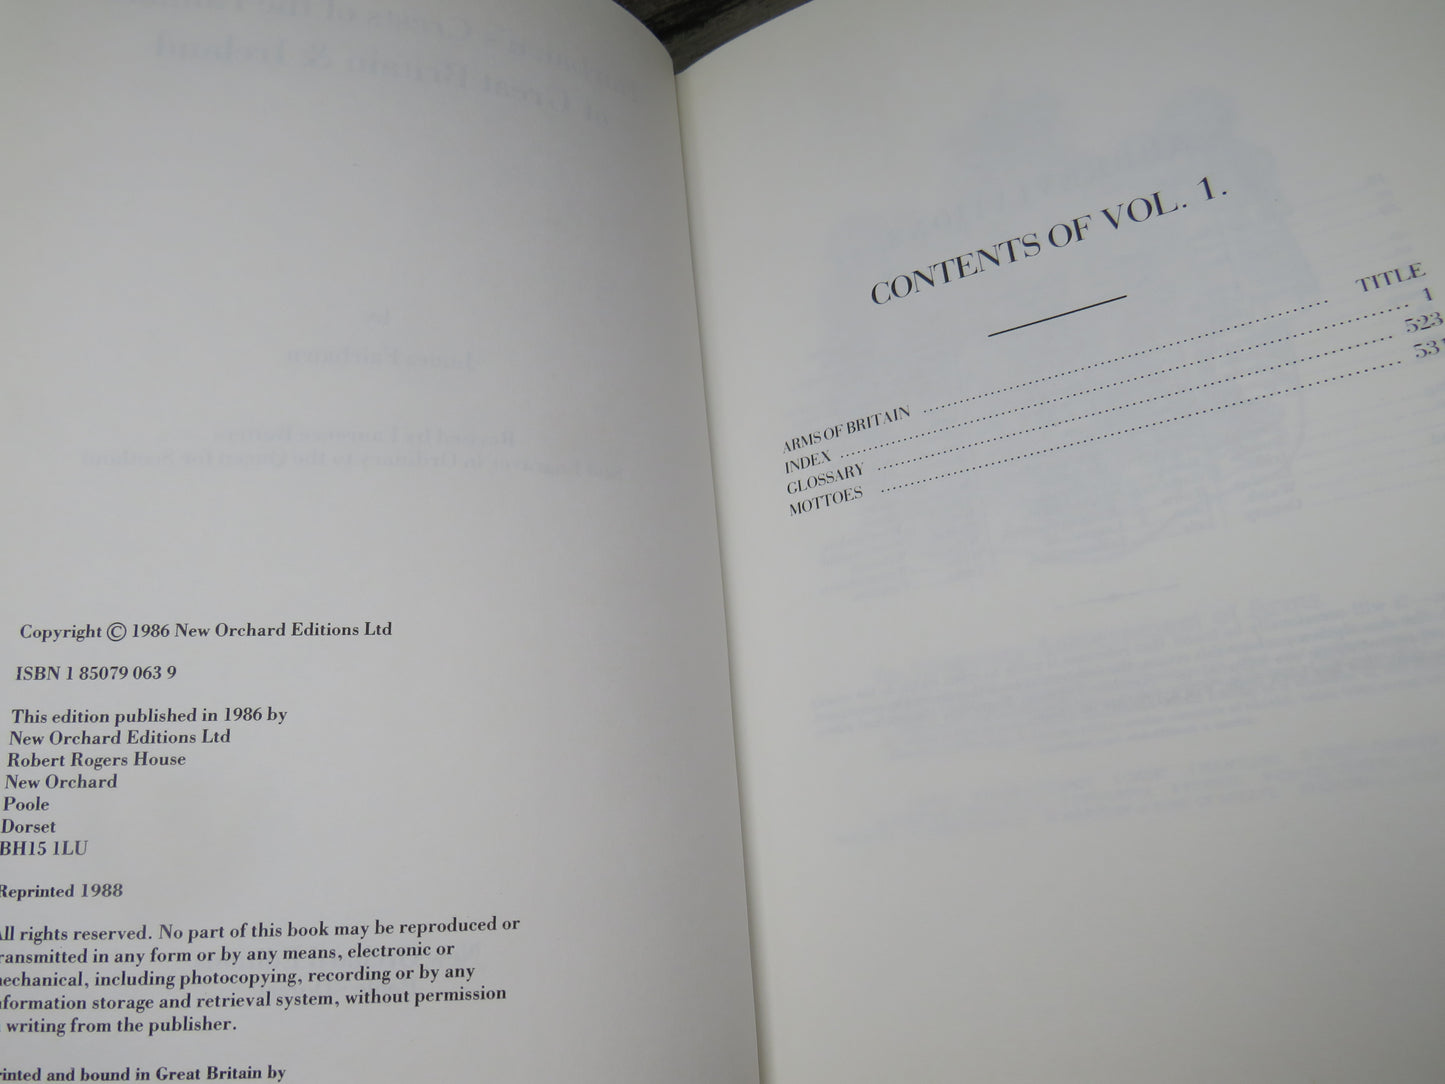 Copyright © 1986 New Orchard Editions Ltd
ISBN 1 85079 063 9
This edition published in 1986 by
New Orchard Editions Ltd
Robert Rogers House
New Orchard
Poole
Dorset
BH15 1LU
Reprinted 1988
All rights reserved. No part of this book may be reproduced or
transmitted in any form or by any means, electronic or
mechanical, including photocopying, recording or by any
nformation storage and retrieval system, without permission
writing from the publisher.
rinted and bound in Great Britain by
CONTENTS OF VOL. 1.
TITLE
ARMS OF BRITAIN
INDEX 1
GLOSSARY 523
MOTTOES